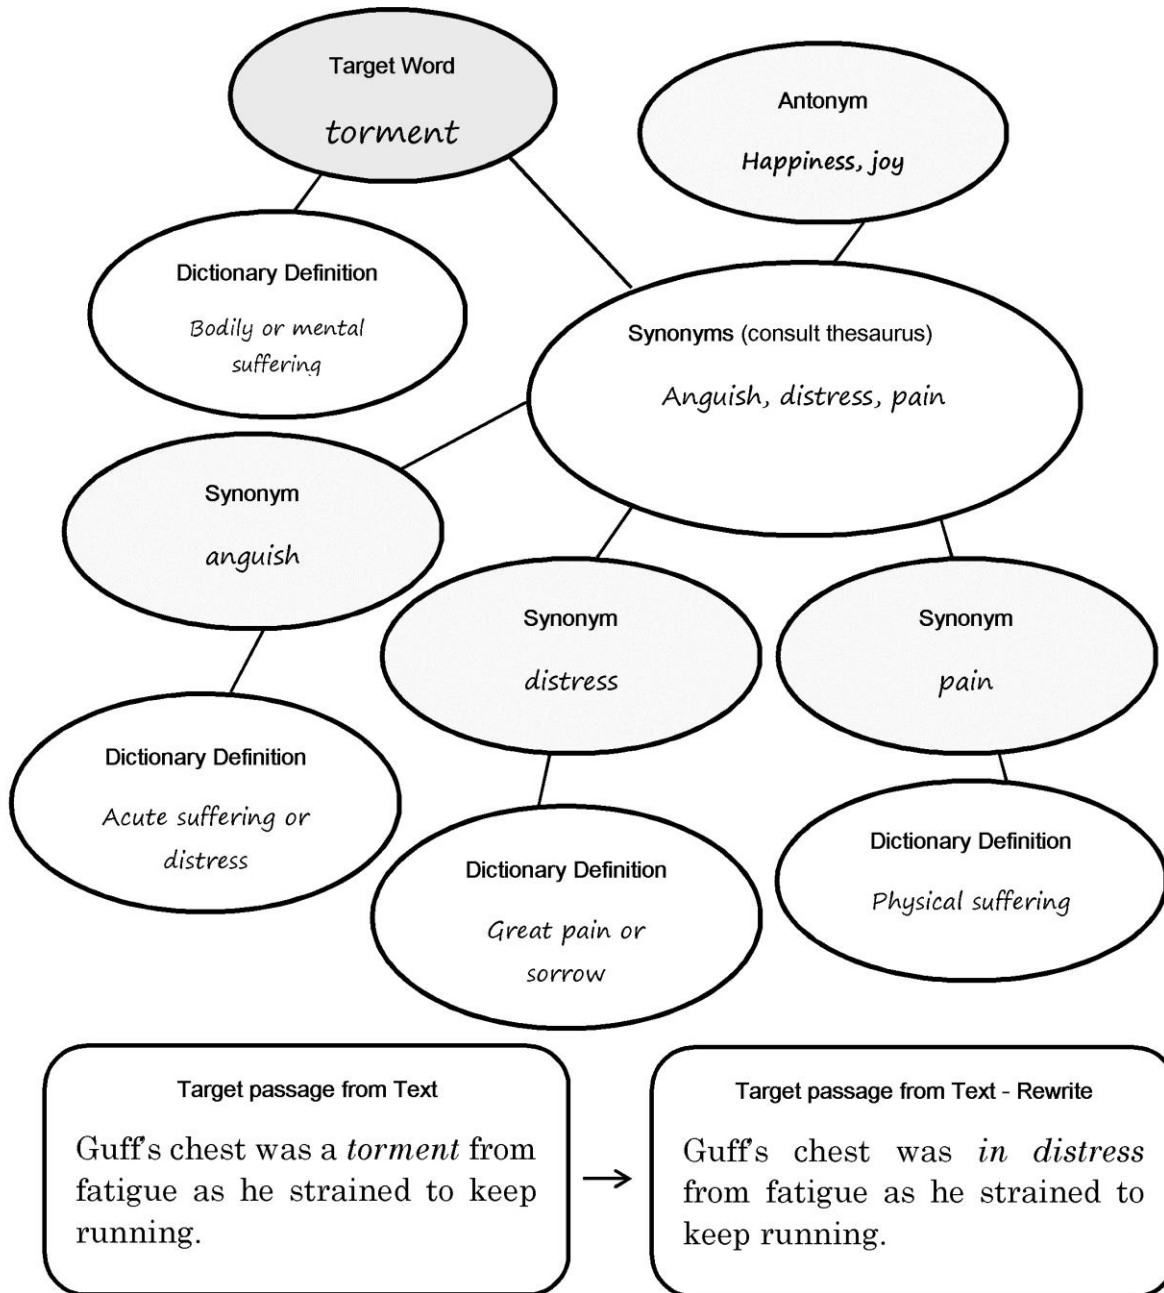 Target Word
torment
Antonym
Happiness, joy
Dictionary Definition
Bodily or mental
suffering
Synonyms (consult thesaurus)
Anguish, distress, pain
Synonym
anguish
Synonym
distress
Synonym
pain
Dictionary Definition
Acute suffering or
distress
Dictionary Definition
Great pain or
sorrow
Dictionary Definition
Physical suffering
Target passage from Text
Guff's chest was a torment from
fatigue as he strained to keep
running.
Target passage from Text - Rewrite
Guff's chest was in distress
from fatigue as he strained to
keep running.